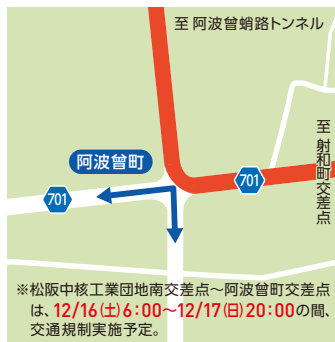 至 阿波曽蛸路トンネル
阿波曽町
701
701
至 射和町交差点
※松阪中核工業団地南交差点〜阿波曽町交差点
は、12/16(土)6:00〜12/17(日)20:00の間、
交通規制実施予定。